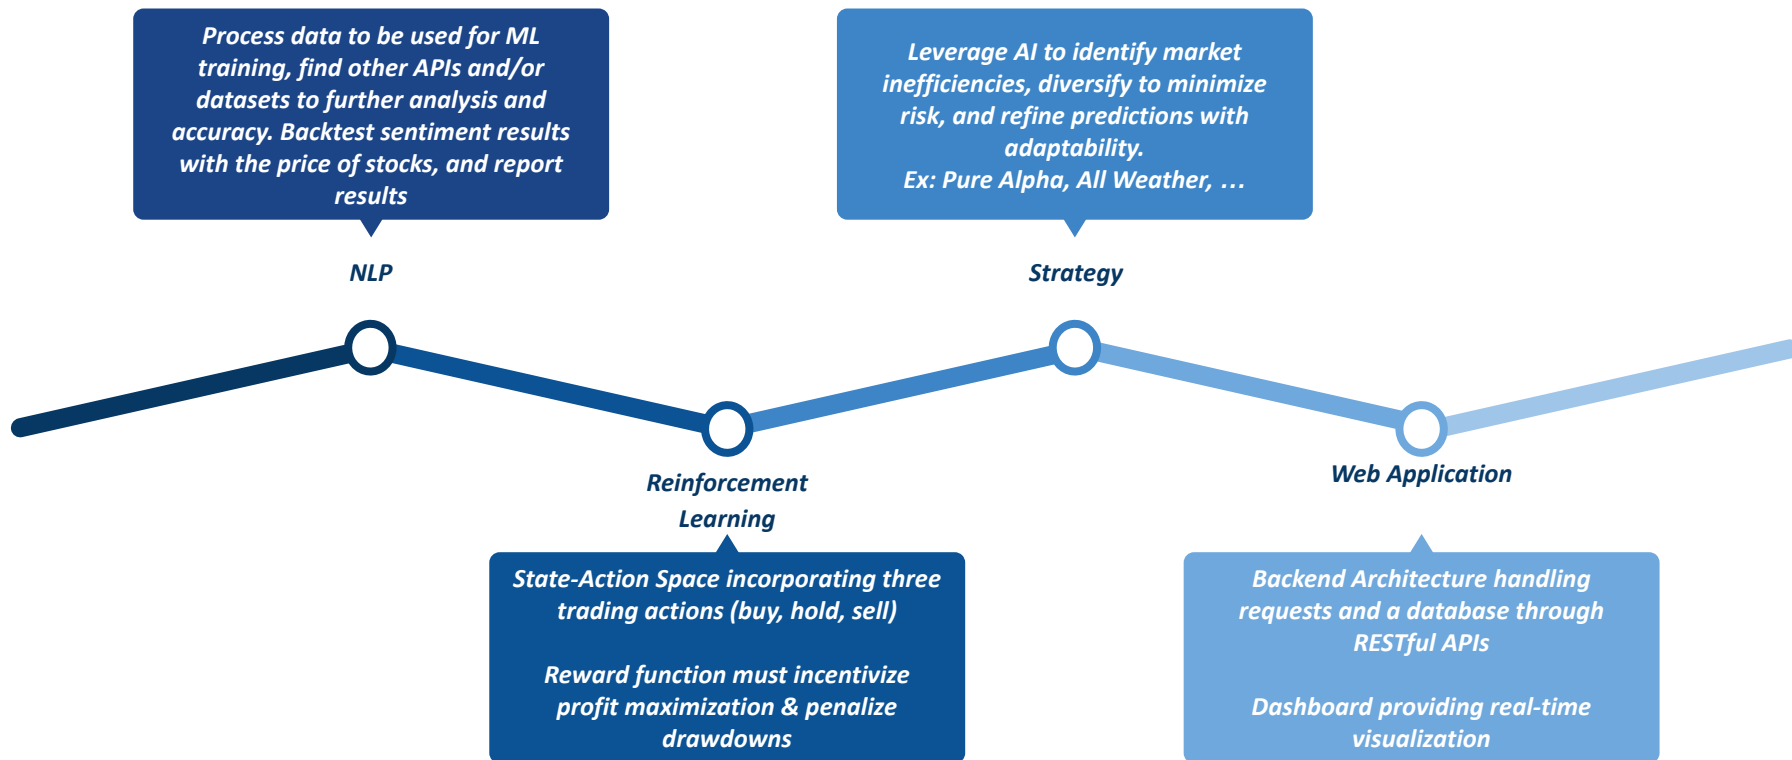 Process data to be used for ML
training, find other APIs and/or
datasets to further analysis and
accuracy. Backtest sentiment results
with the price of stocks, and report
results
NLP
Leverage AI to identify market
inefficiencies, diversify to minimize
risk, and refine predictions with
adaptability.
Ex: Pure Alpha, All Weather, …
Strategy
Reinforcement
Learning
State-Action Space incorporating three
trading actions (buy, hold, sell)
Reward function must incentivize
profit maximization & penalize
drawdowns
Web Application
Backend Architecture handling
requests and a database through
RESTful APIs
Dashboard providing real-time
visualization